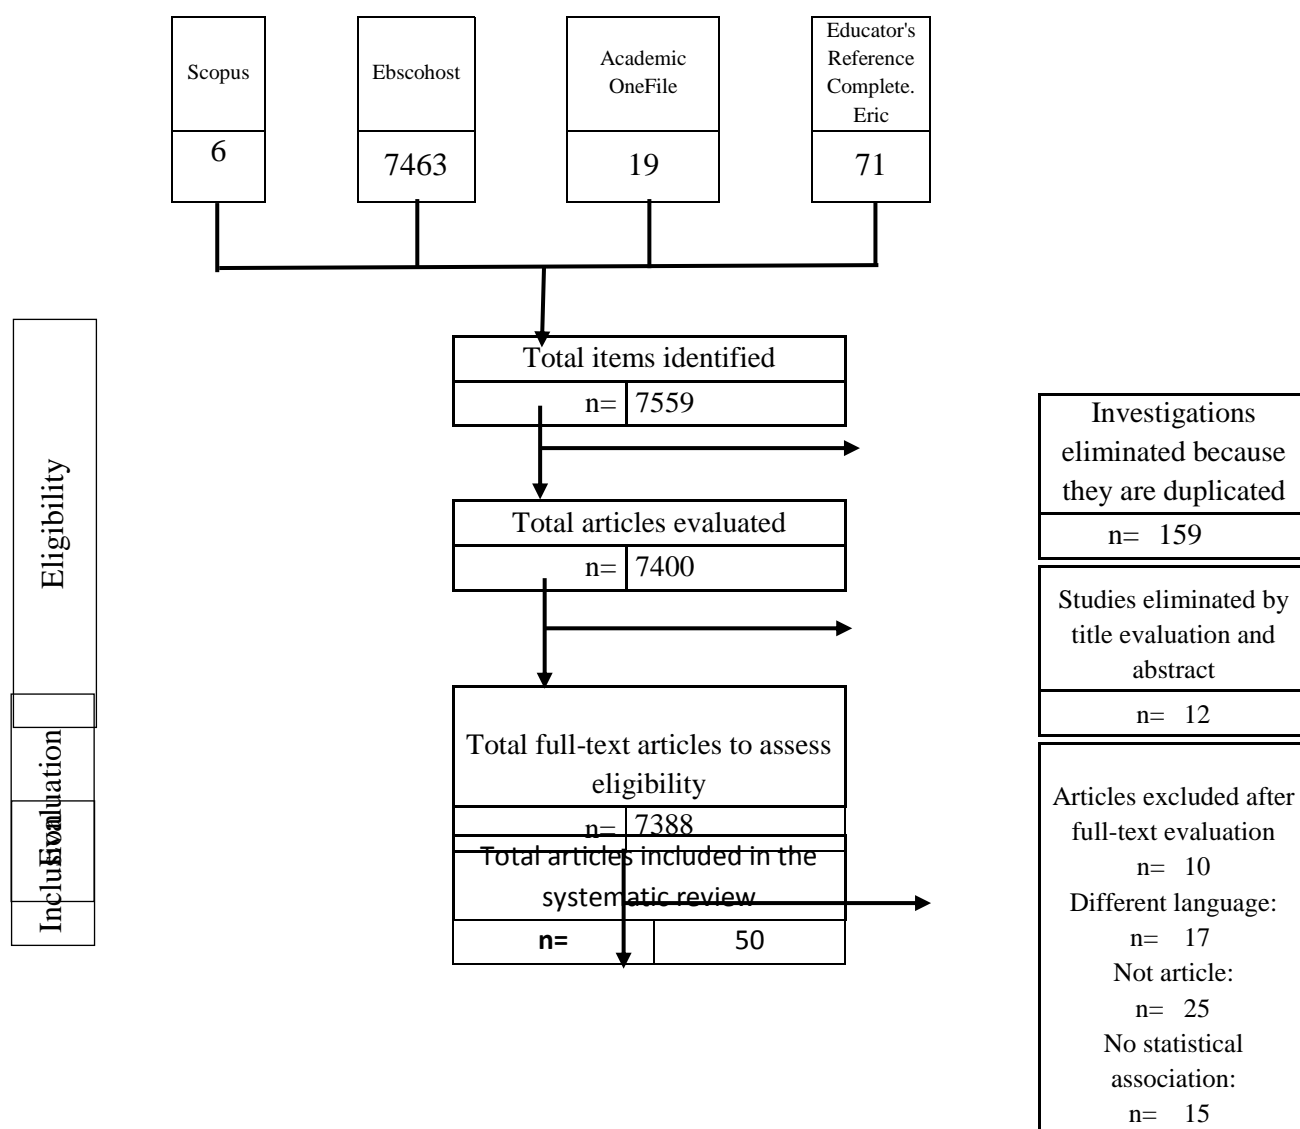 Scopus
6
Ebscohost
7463
Academic
OneFile
19
Educator's
Reference
Complete.
Eric
71
Eligibility
Evaluation
Inclusion
Total items identified
n= 7559
Total articles evaluated
n= 7400
Total full-text articles to assess
eligibility
n= 7388
Total articles included in the
systematic review
n= 50
Investigations
eliminated because
they are duplicated
n= 159
Studies eliminated by
title evaluation and
abstract
n= 12
Articles excluded after
full-text evaluation
n= 10
Different language:
n= 17
Not article:
n= 25
No statistical
association:
n= 15